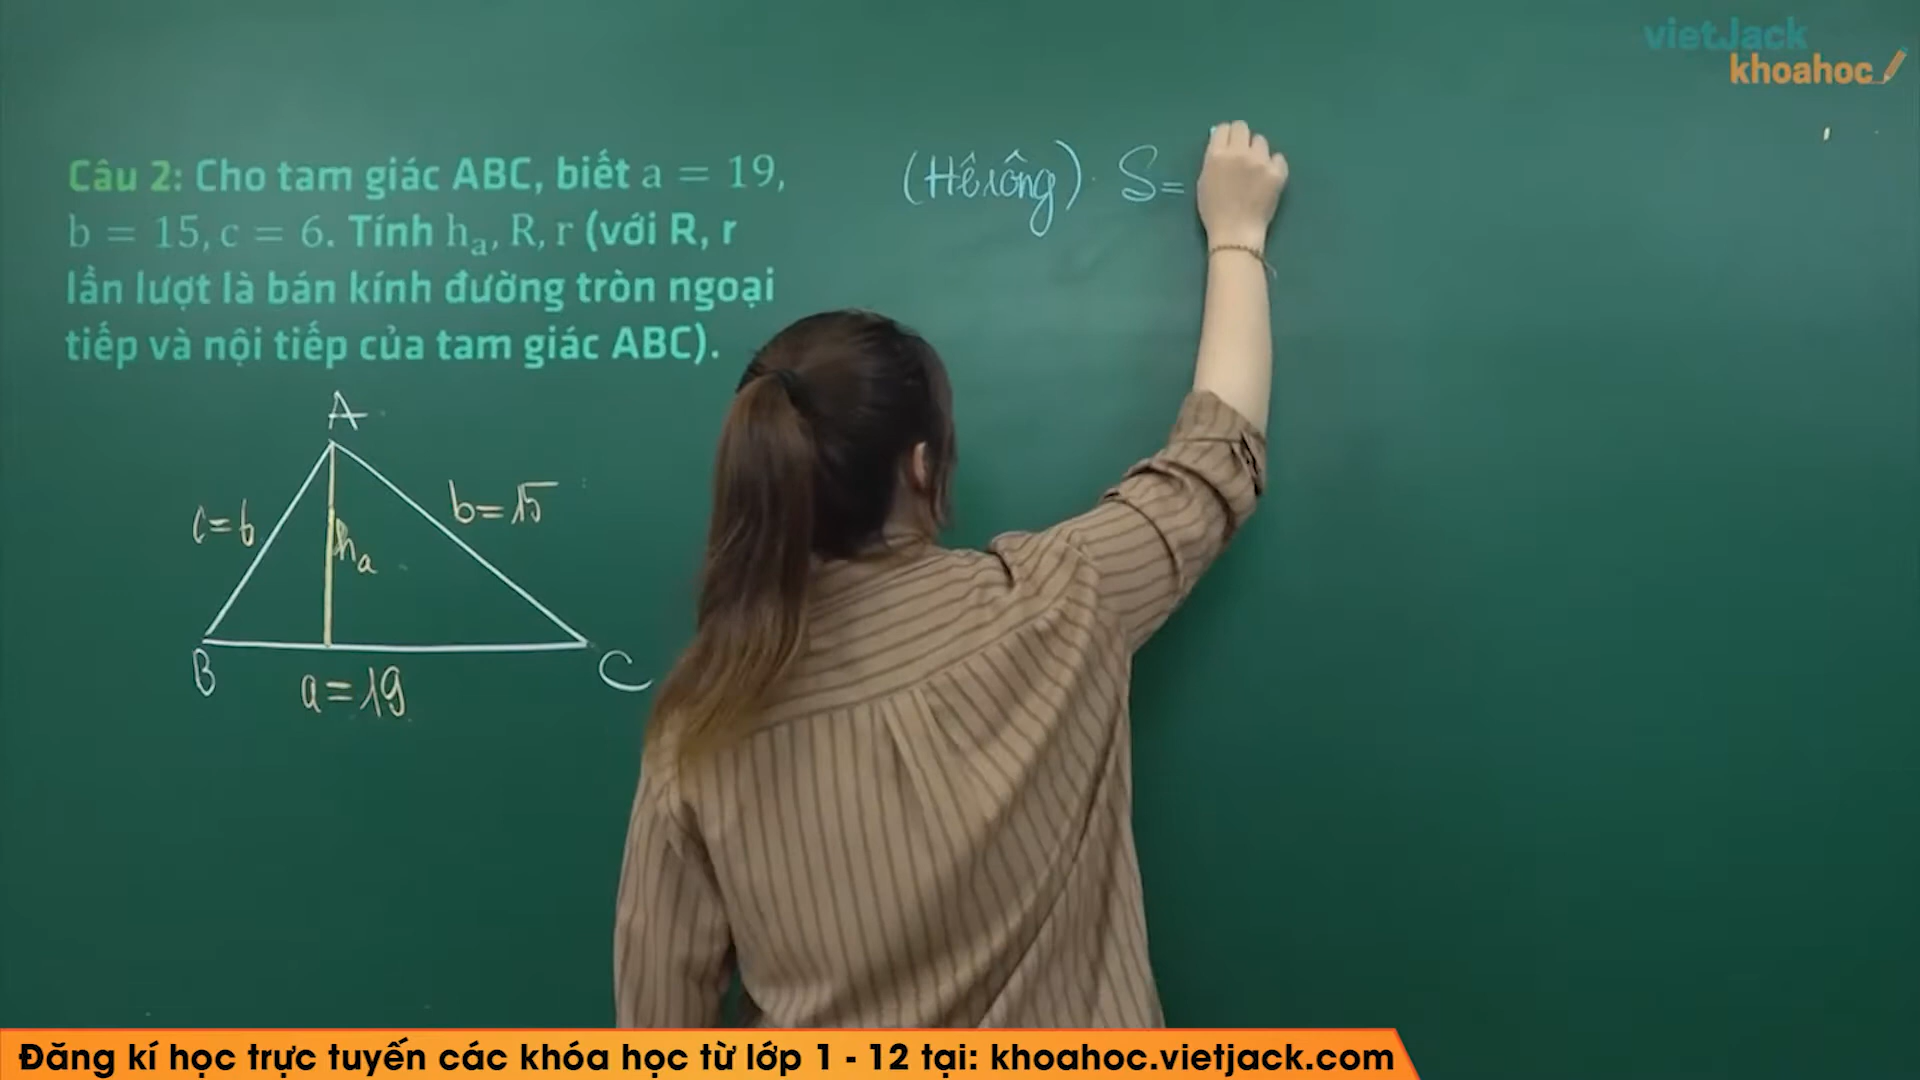 vietJack
khoahoc
Câu 2: Cho tam giác ABC, biết a = 19,
b = 15, c = 6. Tính hₐ, R, r (với R, r
lần lượt là bán kính đường tròn ngoại
tiếp và nội tiếp của tam giác ABC).
(Hêrông). S=
A
c=6
b=15
hₐ
B
C
a=19
Đăng kí học trực tuyến các khóa học từ lớp 1 - 12 tại: khoahoc.vietjack.com